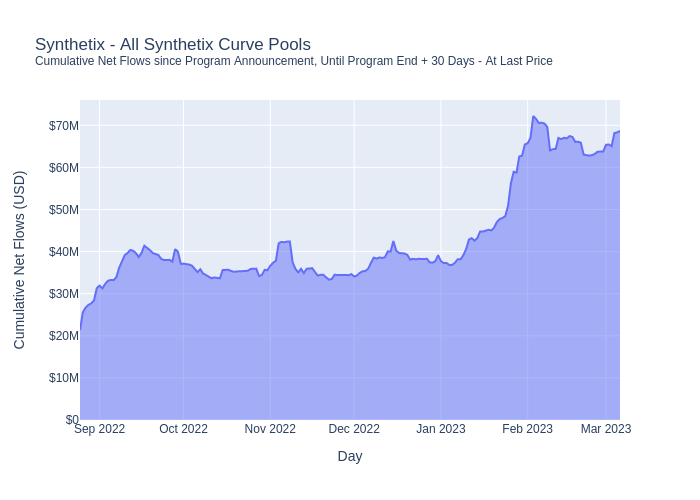 Synthetix - All Synthetix Curve Pools
Cumulative Net Flows since Program Announcement, Until Program End + 30 Days - At Last Price
Cumulative Net Flows (USD)
$70M
$60M
$50M
$40M
$30M
$20M
$10M
$0
Sep 2022
Oct 2022
Nov 2022
Dec 2022
Jan 2023
Feb 2023
Mar 2023
Day